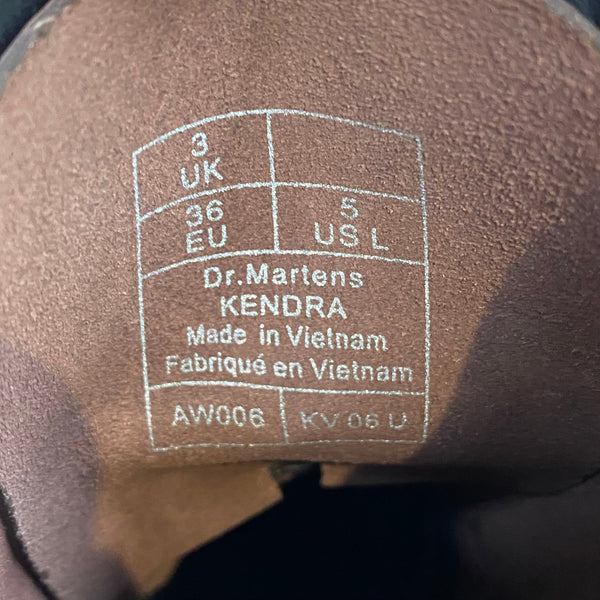 3
UK
36
EU
5
US L
Dr.Martens
KENDRA
Made in Vietnam
Fabriqué en Vietnam
AW006
KV 06 U